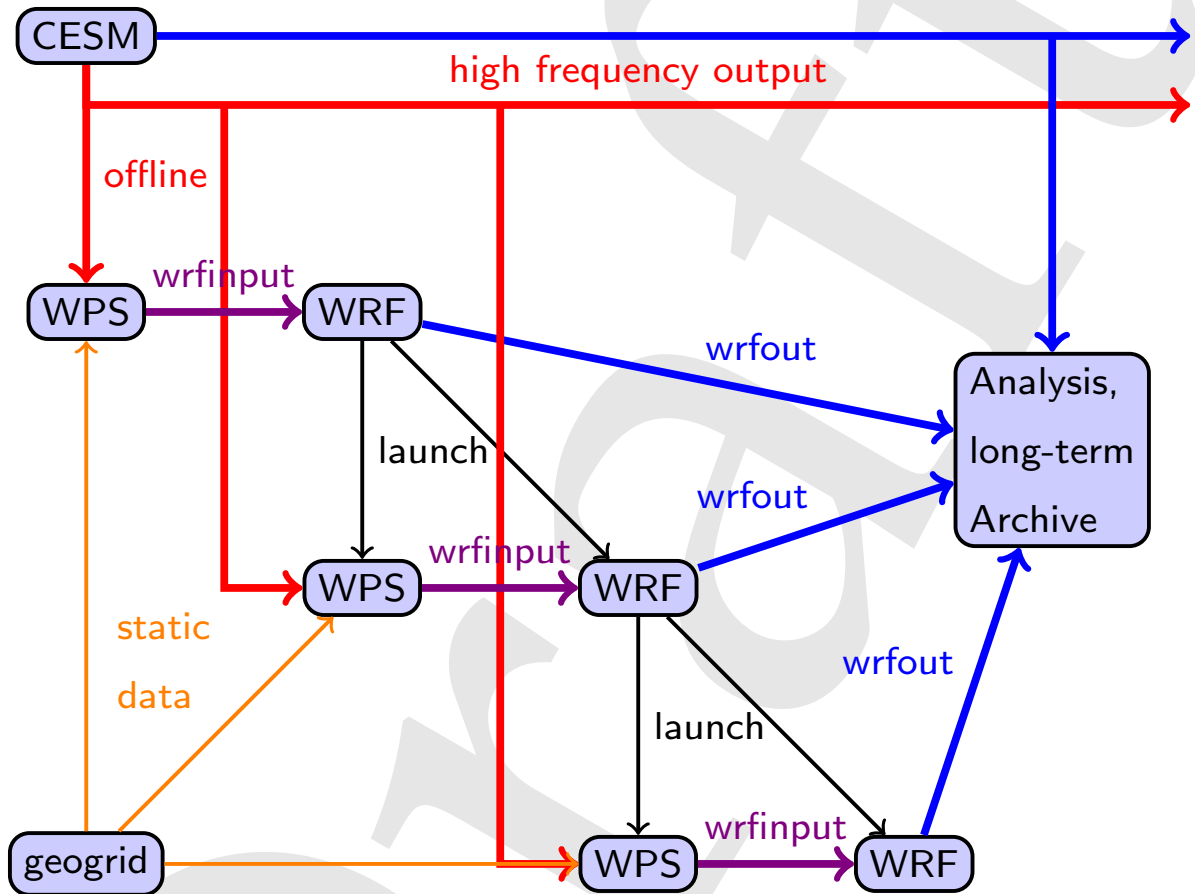 CESM
high frequency output
offline
wrfinput
WPS
WRF
wrfout
Analysis,
long-term
Archive
launch
wrfout
wrfinput
WPS
WRF
static
data
wrfout
launch
wrfinput
geogrid
WPS
WRF